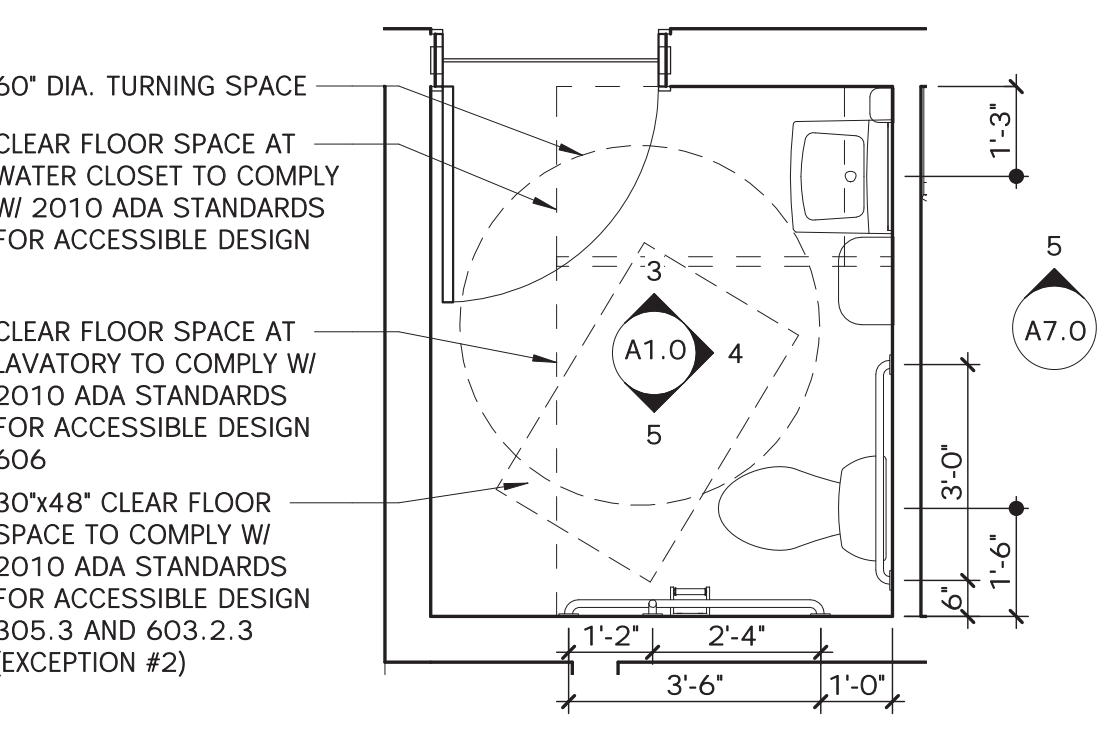 60" DIA. TURNING SPACE
CLEAR FLOOR SPACE AT
WATER CLOSET TO COMPLY
W/ 2010 ADA STANDARDS
FOR ACCESSIBLE DESIGN
CLEAR FLOOR SPACE AT
LAVATORY TO COMPLY W/
2010 ADA STANDARDS
FOR ACCESSIBLE DESIGN
606
30"x48" CLEAR FLOOR
SPACE TO COMPLY W/
2010 ADA STANDARDS
FOR ACCESSIBLE DESIGN
305.3 AND 603.2.3
(EXCEPTION #2)
3
A1.0
4
5
1'-3"
5
A7.0
3'-0"
1'-6"
6"
1'-2"
2'-4"
3'-6"
1'-0"